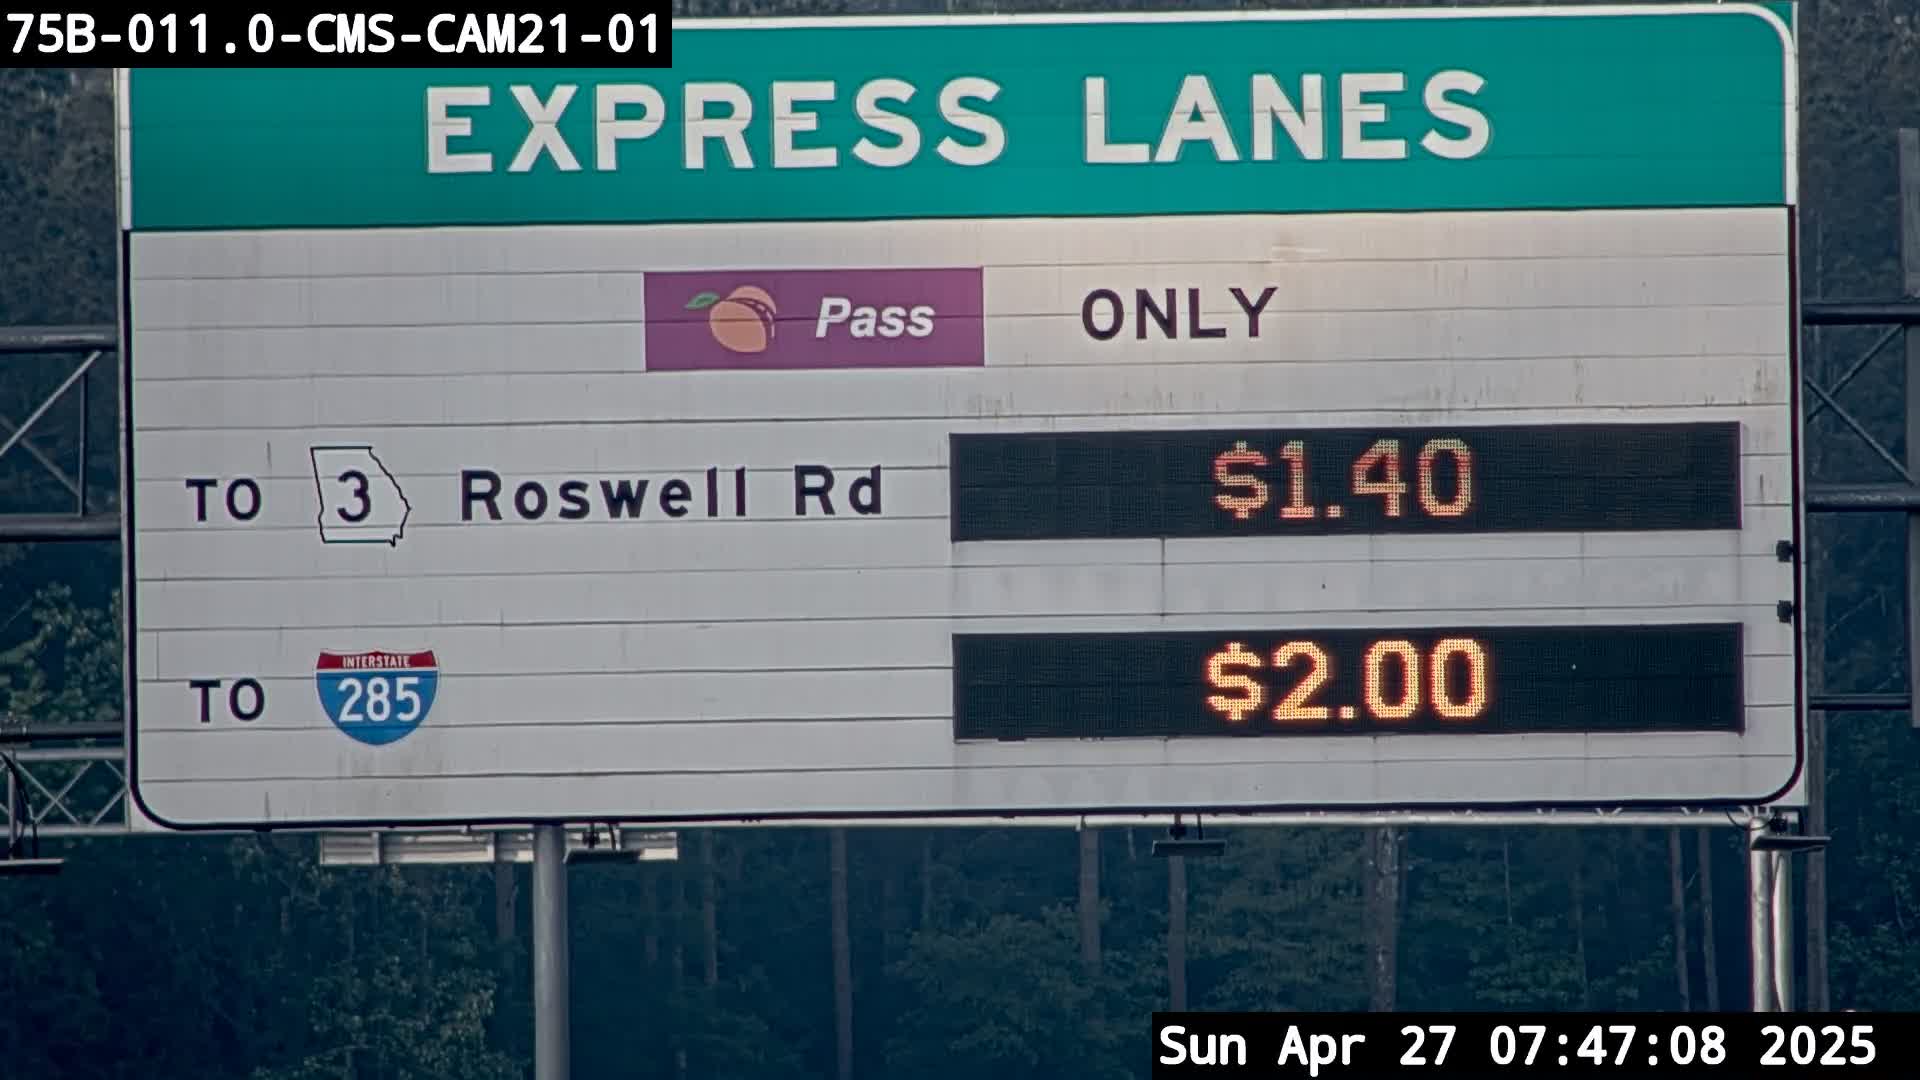 75B-011.0-CMS-CAM21-01
EXPRESS LANES
Pass ONLY
TO 3 Roswell Rd $1.40
TO INTERSTATE 285 $2.00
Sun Apr 27 07:47:08 2025